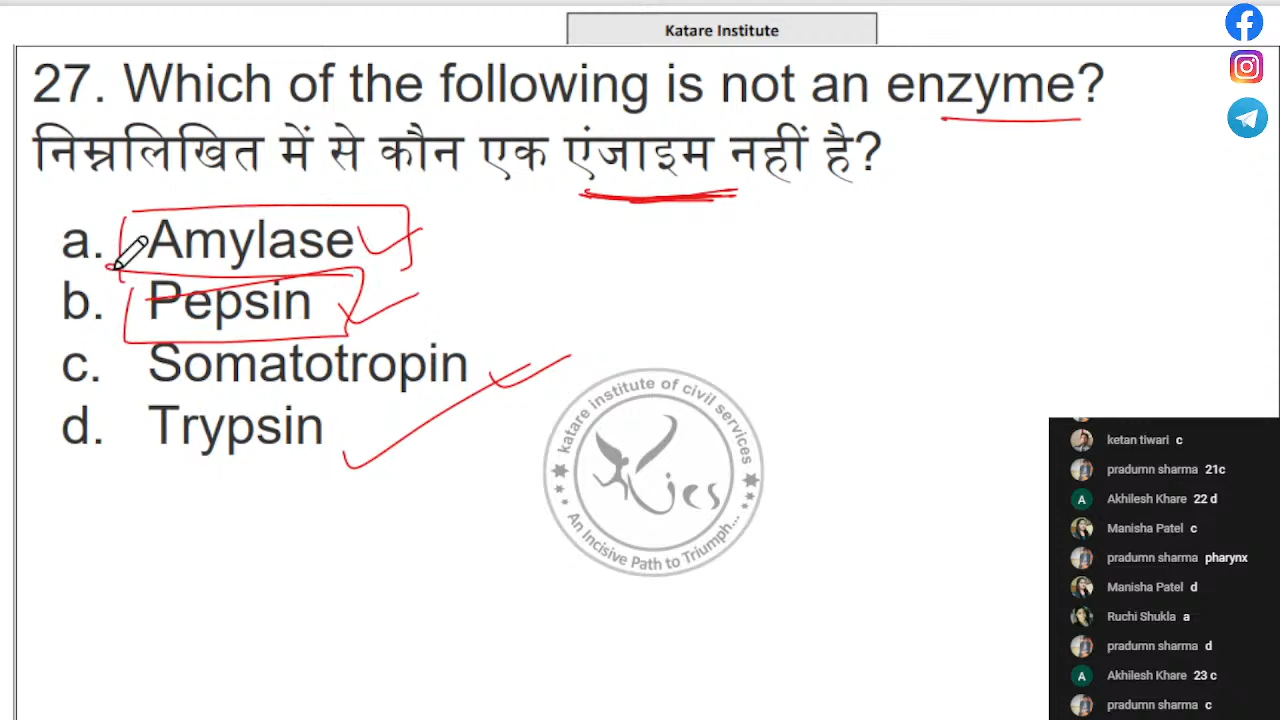 Katare Institute
27. Which of the following is not an enzyme?
निम्नलिखित में से कौन एक एंजाइम नहीं है?
a. Amylase
b. Pepsin
c. Somatotropin
d. Trypsin
katare institute of civil services
kics
An Incisive Path to Triumph...
ketan tiwari c
pradumn sharma 21c
A Akhilesh Khare 22 d
Manisha Patel c
pradumn sharma pharynx
Manisha Patel d
Ruchi Shukla a
pradumn sharma d
A Akhilesh Khare 23 c
pradumn sharma c